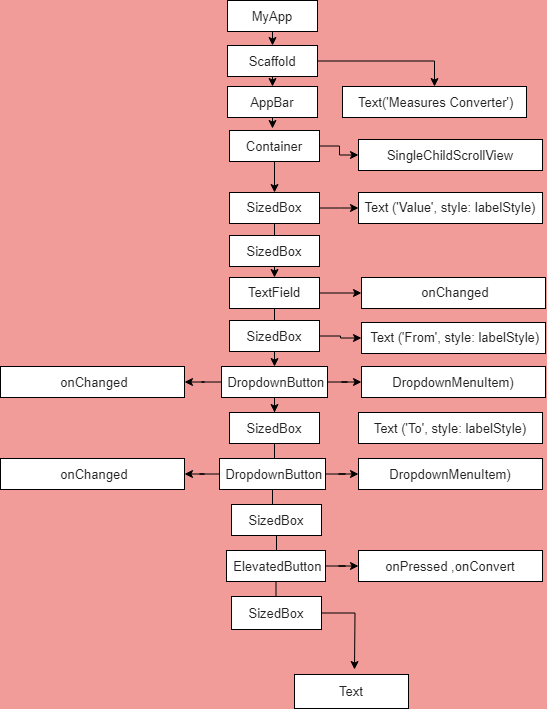 MyApp
Scaffold
AppBar
Text('Measures Converter')
Container
SingleChildScrollView
SizedBox
Text ('Value', style: labelStyle)
SizedBox
TextField
onChanged
SizedBox
Text ('From', style: labelStyle)
onChanged
DropdownButton
DropdownMenuItem)
SizedBox
Text ('To', style: labelStyle)
onChanged
DropdownButton
DropdownMenuItem)
SizedBox
ElevatedButton
onPressed ,onConvert
SizedBox
Text